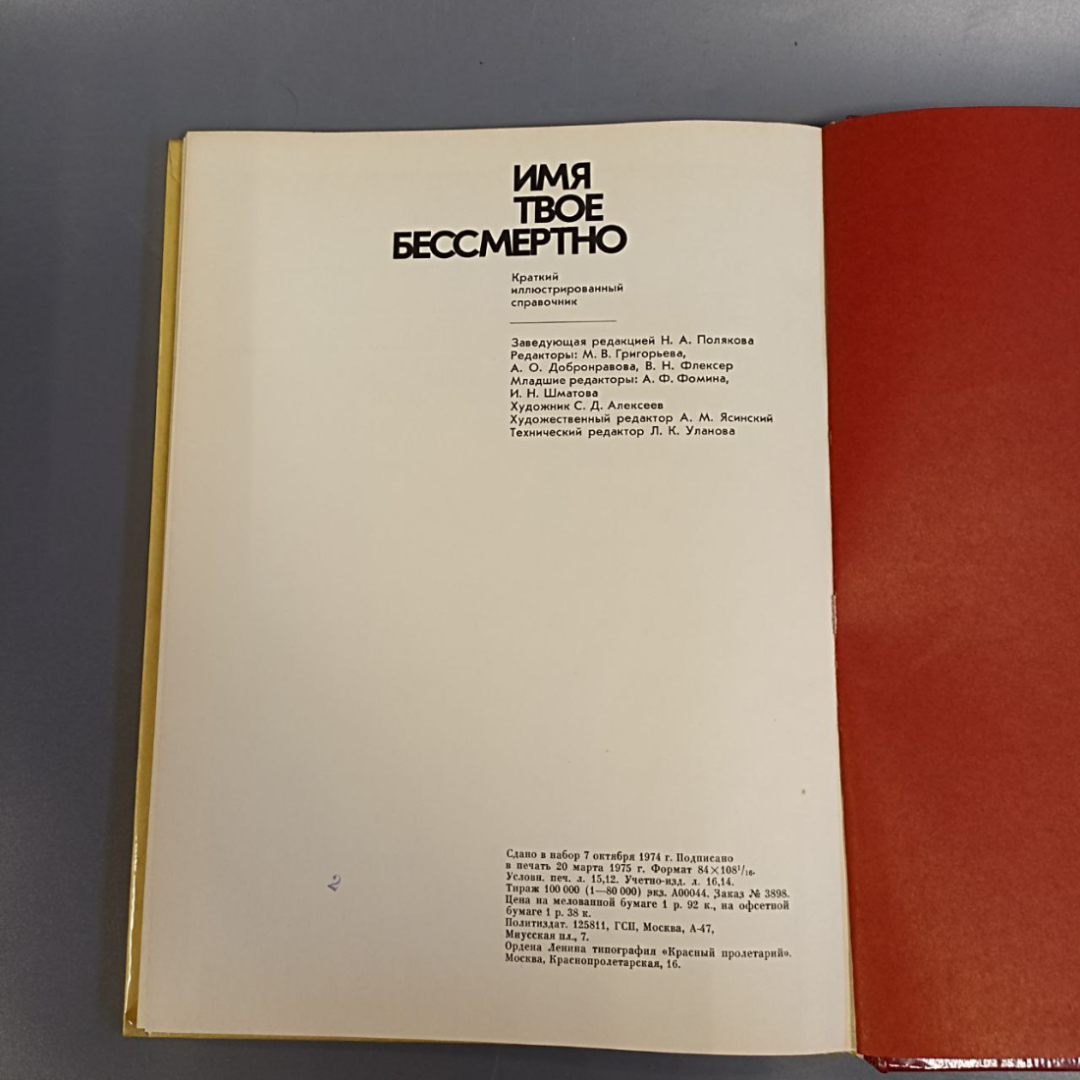 ИМЯ
ТВОЕ
БЕССМЕРТНО
Краткий
иллюстрированный
справочник
Заведующая редакцией Н. А. Полякова
Редакторы: М. В. Григорьева,
А. О. Добронравова, В. Н. Флексер
Младшие редакторы: А. Ф. Фомина,
И. Н. Шматова
Художник С. Д. Алексеев
Художественный редактор А. М. Ясинский
Технический редактор Л. К. Уланова
Сдано в набор 7 октября 1974 г. Подписано
в печать 20 марта 1975 г. Формат 84×108¹/₁₆.
Условн. печ. л. 15,12. Учетно-изд. л. 16,14.
Тираж 100 000 (1—80 000) экз. А00044. Заказ № 3898.
Цена на мелованной бумаге 1 р. 92 к., на офсетной
бумаге 1 р. 38 к.
Политиздат. 125811, ГСП, Москва, А-47,
Миусская пл., 7.
Ордена Ленина типография «Красный пролетарий».
Москва, Краснопролетарская, 16.
2